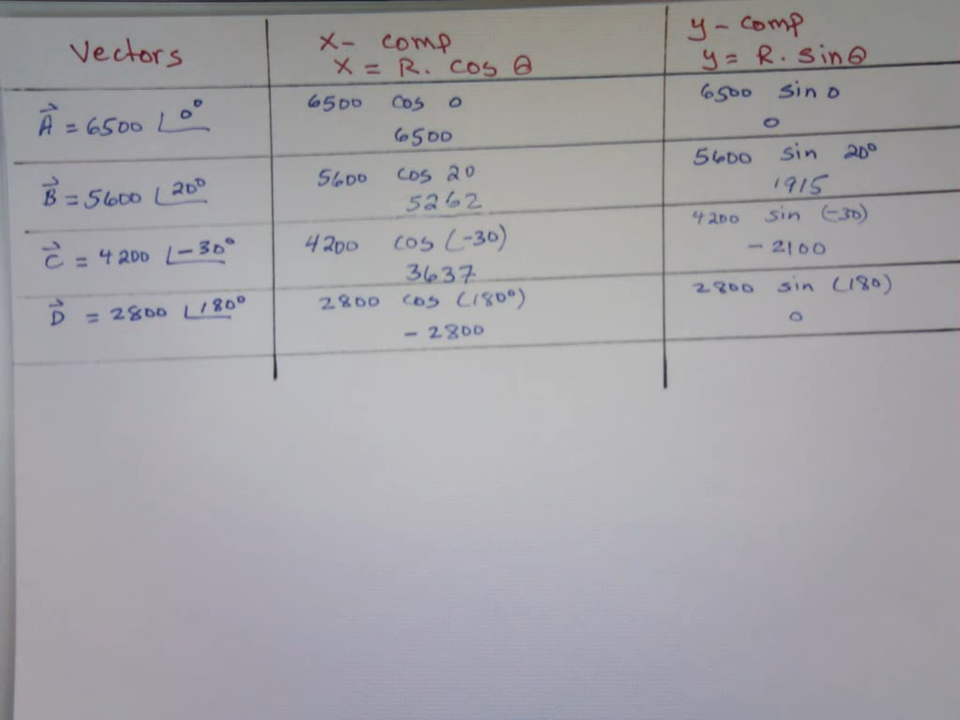 Vectors
x- comp
x = R. cos θ
y - comp
y = R. sinθ
A⃗ = 6500 ∠0°
6500 cos 0
6500
6500 sin 0
0
B⃗ = 5600 ∠20°
5600 cos 20
5262
5600 sin 20°
1915
C⃗ = 4200 ∠-30°
4200 cos (-30)
3637
4200 sin (-30)
- 2100
D⃗ = 2800 ∠180°
2800 cos (180°)
- 2800
2800 sin (180)
0